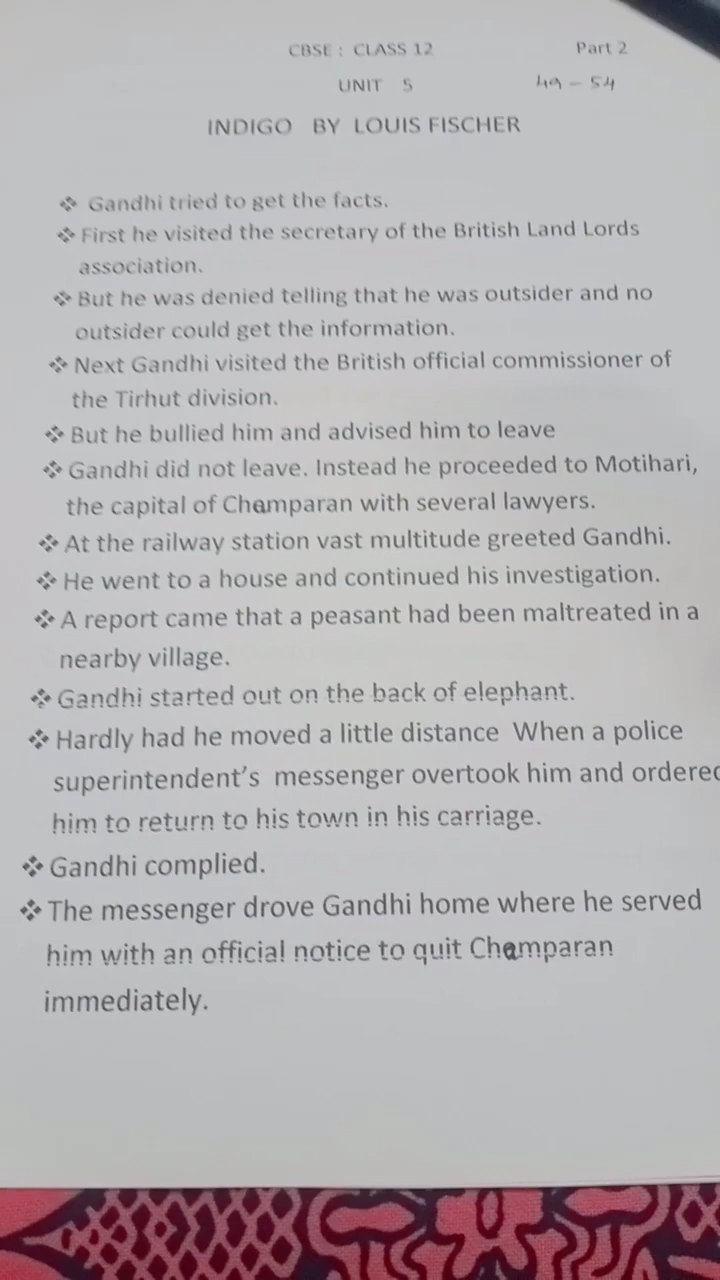 CBSE : CLASS 12 Part 2
UNIT 5 49 – 54
INDIGO BY LOUIS FISCHER
❖ Gandhi tried to get the facts.
❖ First he visited the secretary of the British Land Lords
association.
❖ But he was denied telling that he was outsider and no
outsider could get the information.
❖ Next Gandhi visited the British official commissioner of
the Tirhut division.
❖ But he bullied him and advised him to leave
❖ Gandhi did not leave. Instead he proceeded to Motihari,
the capital of Champaran with several lawyers.
❖ At the railway station vast multitude greeted Gandhi.
❖ He went to a house and continued his investigation.
❖ A report came that a peasant had been maltreated in a
nearby village.
❖ Gandhi started out on the back of elephant.
❖ Hardly had he moved a little distance When a police
superintendent's messenger overtook him and ordered
him to return to his town in his carriage.
❖ Gandhi complied.
❖ The messenger drove Gandhi home where he served
him with an official notice to quit Champaran
immediately.